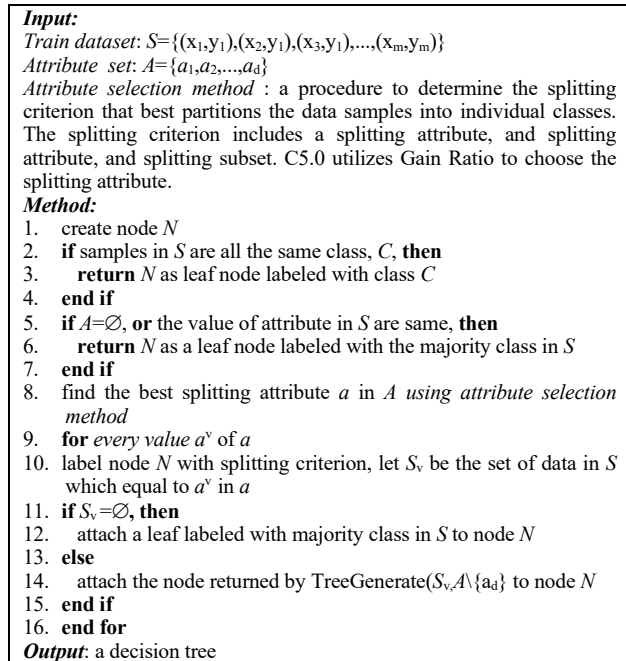 Input:
Train dataset: S={(x₁,y₁),(x₂,y₁),(x₃,y₁),...,(xₘ,yₘ)}
Attribute set: A={a₁,a₂,...,a_d}
Attribute selection method : a procedure to determine the splitting
criterion that best partitions the data samples into individual classes.
The splitting criterion includes a splitting attribute, and splitting
attribute, and splitting subset. C5.0 utilizes Gain Ratio to choose the
splitting attribute.
Method:
1. create node N
2. if samples in S are all the same class, C, then
3. return N as leaf node labeled with class C
4. end if
5. if A=∅, or the value of attribute in S are same, then
6. return N as a leaf node labeled with the majority class in S
7. end if
8. find the best splitting attribute a in A using attribute selection
method
9. for every value aᵛ of a
10. label node N with splitting criterion, let Sᵥ be the set of data in S
which equal to aᵛ in a
11. if Sᵥ=∅, then
12. attach a leaf labeled with majority class in S to node N
13. else
14. attach the node returned by TreeGenerate(Sᵥ,A\{a_d} to node N
15. end if
16. end for
Output: a decision tree